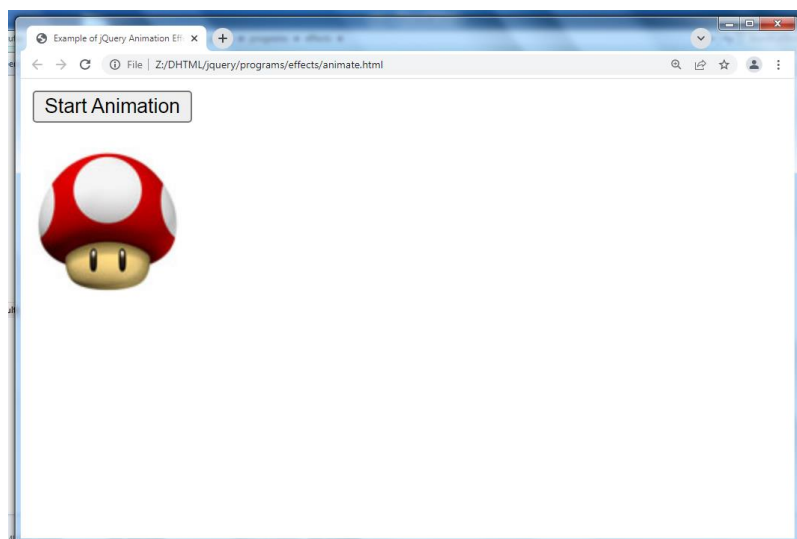 Example of jQuery Animation Eff
File | Z:/DHTML/jquery/programs/effects/animate.html
Start Animation